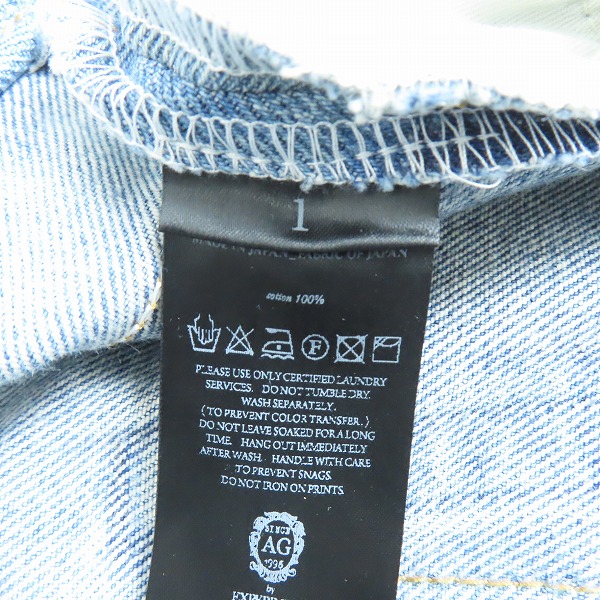 1
MADE IN JAPAN_FABRIC OF JAPAN
cotton 100%
F
PLEASE USE ONLY CERTIFIED LAUNDRY
SERVICES. DO NOT TUMBLE DRY.
WASH SEPARATELY.
(TO PREVENT COLOR TRANSFER.)
DO NOT LEAVE SOAKED FOR A LONG
TIME. HANG OUT IMMEDIATELY
AFTER WASH. HANDLE WITH CARE
TO PREVENT SNAGS.
DO NOT IRON ON PRINTS.
SINCE
AG
1996
by